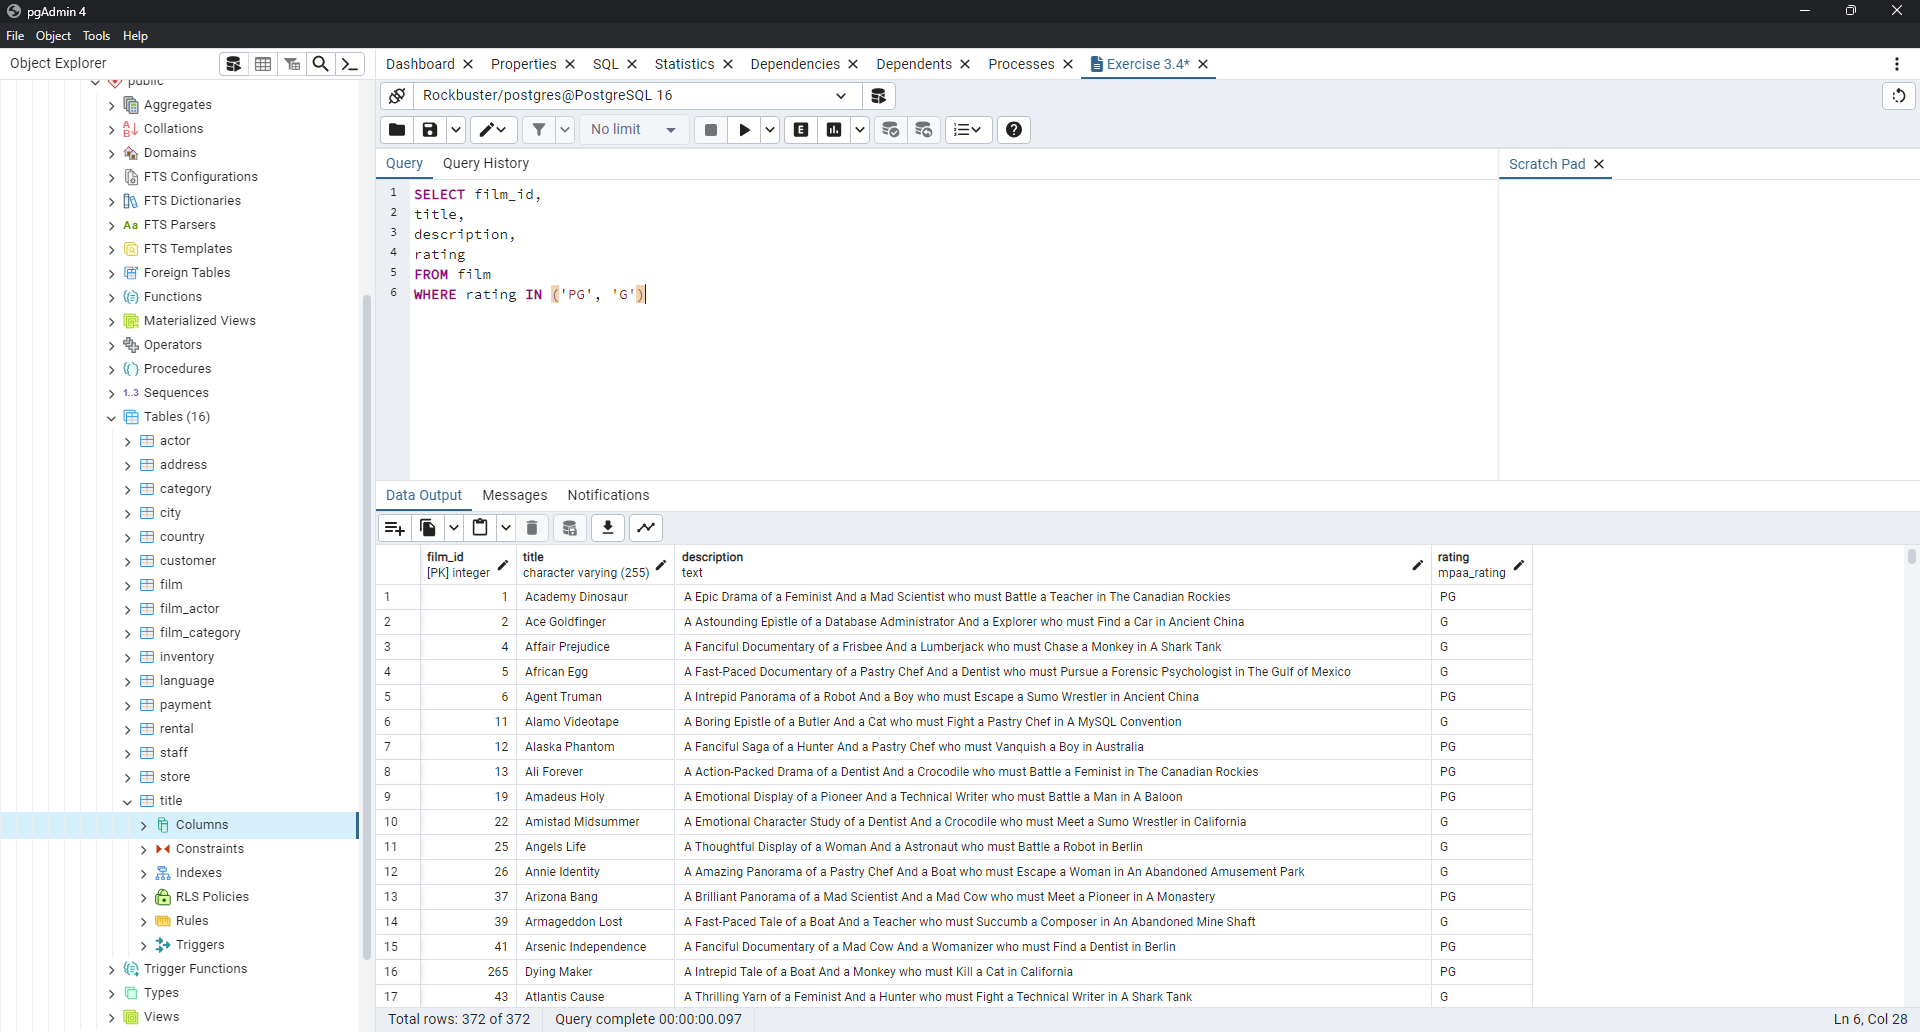 pgAdmin 4
File Object Tools Help
Object Explorer
Dashboard Properties SQL Statistics Dependencies Dependents Processes Exercise 3.4*
public
Aggregates
Collations
Domains
FTS Configurations
FTS Dictionaries
FTS Parsers
FTS Templates
Foreign Tables
Functions
Materialized Views
Operators
Procedures
1..3 Sequences
Tables (16)
actor
address
category
city
country
customer
film
film_actor
film_category
inventory
language
payment
rental
staff
store
title
Columns
Constraints
Indexes
RLS Policies
Rules
Triggers
Trigger Functions
Types
Views
Rockbuster/postgres@PostgreSQL 16
No limit
Query Query History
Scratch Pad
1 SELECT film_id,
2 title,
3 description,
4 rating
5 FROM film
6 WHERE rating IN ('PG', 'G')
Data Output Messages Notifications
film_id title description rating
[PK] integer character varying (255) text mpaa_rating
1 1 Academy Dinosaur A Epic Drama of a Feminist And a Mad Scientist who must Battle a Teacher in The Canadian Rockies PG
2 2 Ace Goldfinger A Astounding Epistle of a Database Administrator And a Explorer who must Find a Car in Ancient China G
3 4 Affair Prejudice A Fanciful Documentary of a Frisbee And a Lumberjack who must Chase a Monkey in A Shark Tank G
4 5 African Egg A Fast-Paced Documentary of a Pastry Chef And a Dentist who must Pursue a Forensic Psychologist in The Gulf of Mexico G
5 6 Agent Truman A Intrepid Panorama of a Robot And a Boy who must Escape a Sumo Wrestler in Ancient China PG
6 11 Alamo Videotape A Boring Epistle of a Butler And a Cat who must Fight a Pastry Chef in A MySQL Convention G
7 12 Alaska Phantom A Fanciful Saga of a Hunter And a Pastry Chef who must Vanquish a Boy in Australia PG
8 13 Ali Forever A Action-Packed Drama of a Dentist And a Crocodile who must Battle a Feminist in The Canadian Rockies PG
9 19 Amadeus Holy A Emotional Display of a Pioneer And a Technical Writer who must Battle a Man in A Baloon PG
10 22 Amistad Midsummer A Emotional Character Study of a Dentist And a Crocodile who must Meet a Sumo Wrestler in California G
11 25 Angels Life A Thoughtful Display of a Woman And a Astronaut who must Battle a Robot in Berlin G
12 26 Annie Identity A Amazing Panorama of a Pastry Chef And a Boat who must Escape a Woman in An Abandoned Amusement Park G
13 37 Arizona Bang A Brilliant Panorama of a Mad Scientist And a Mad Cow who must Meet a Pioneer in A Monastery PG
14 39 Armageddon Lost A Fast-Paced Tale of a Boat And a Teacher who must Succumb a Composer in An Abandoned Mine Shaft G
15 41 Arsenic Independence A Fanciful Documentary of a Mad Cow And a Womanizer who must Find a Dentist in Berlin PG
16 265 Dying Maker A Intrepid Tale of a Boat And a Monkey who must Kill a Cat in California PG
17 43 Atlantis Cause A Thrilling Yarn of a Feminist And a Hunter who must Fight a Technical Writer in A Shark Tank G
Total rows: 372 of 372 Query complete 00:00:00.097 Ln 6, Col 28